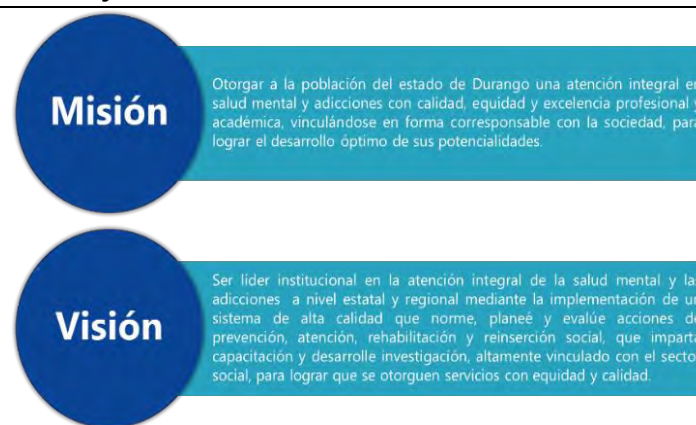 Misión
Otorgar a la población del estado de Durango una atención integral en
salud mental y adicciones con calidad, equidad y excelencia profesional y
académica, vinculándose en forma corresponsable con la sociedad, para
lograr el desarrollo óptimo de sus potencialidades.
Visión
Ser líder institucional en la atención integral de la salud mental y las
adicciones a nivel estatal y regional mediante la implementación de un
sistema de alta calidad que norme, planeé y evalúe acciones de
prevención, atención, rehabilitación y reinserción social, que imparta
capacitación y desarrolle investigación, altamente vinculado con el sector
social, para lograr que se otorguen servicios con equidad y calidad.